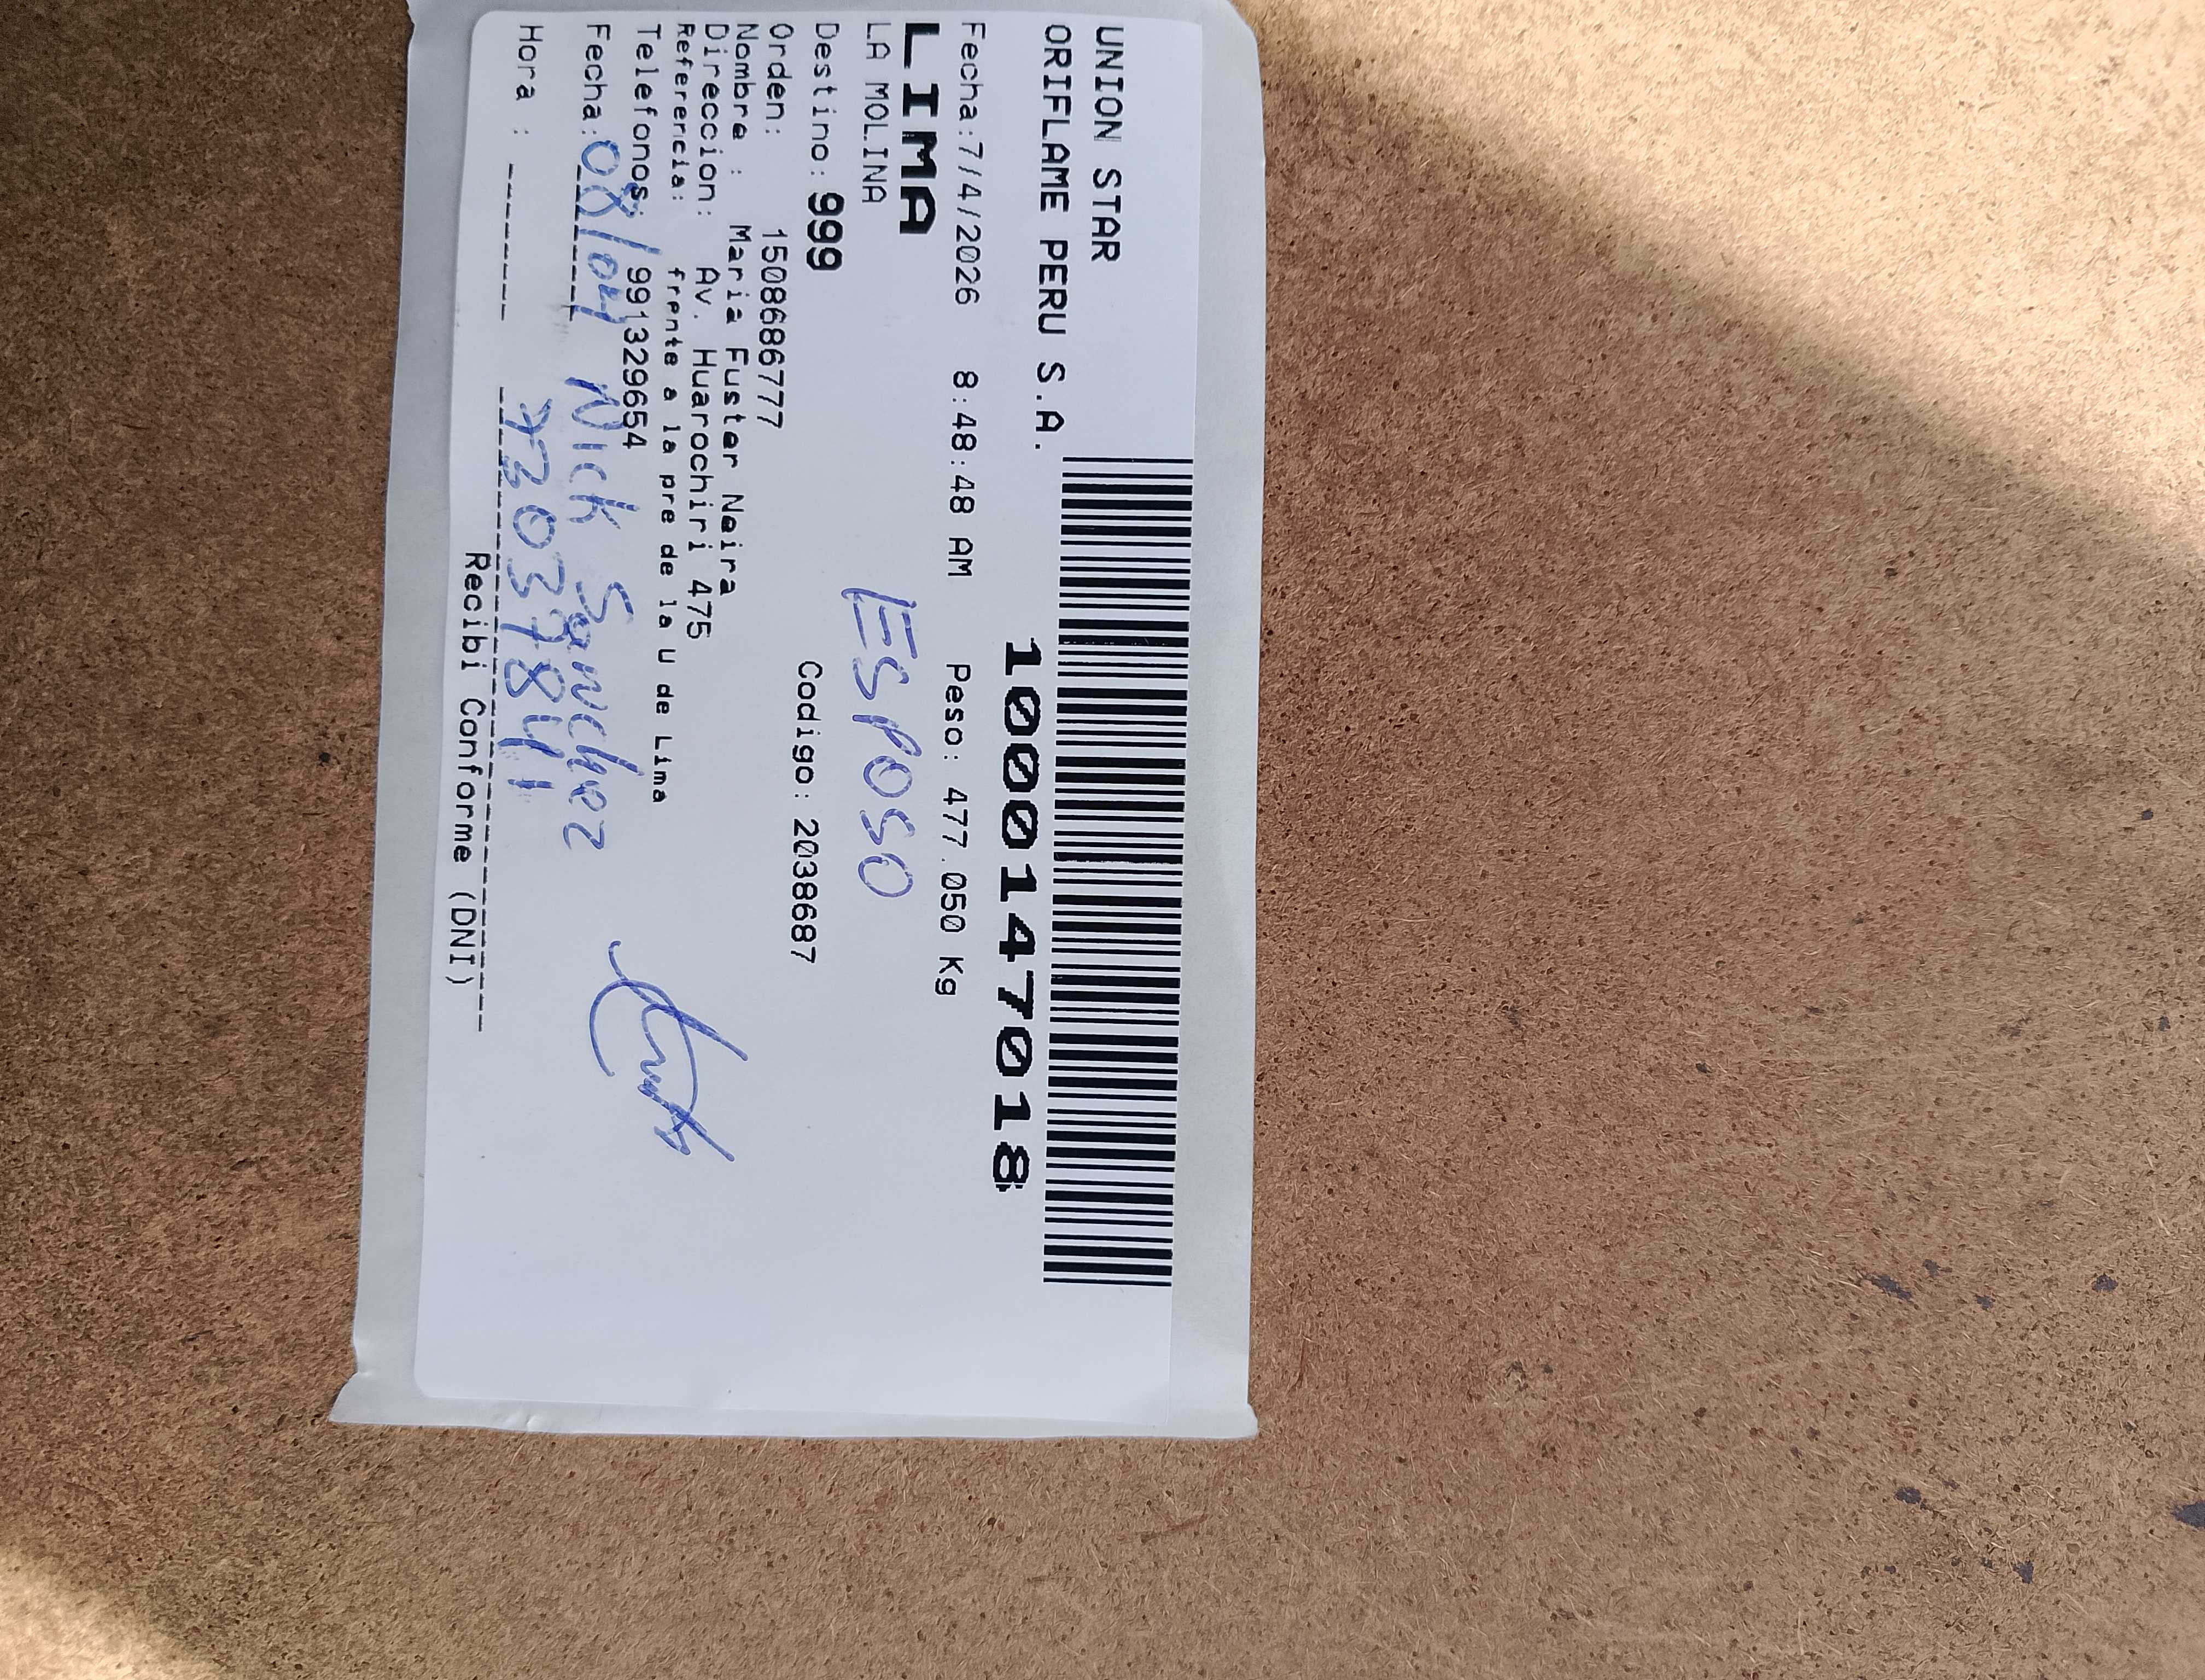 UNION STAR
ORIFLAME PERU S.A.
1000147018
Fecha:7/4/2026 8:48:48 AM Peso: 477.050 Kg
LIMA
LA MOLINA
Esposo
Destino: 999 Codigo: 2038687
Orden: 1508686777
Nombre : Maria Fuster Neira
Direccion: Av. Huarochiri 475
Referencia: frente a la pre de la u de Lima
Telefonos: 991329654
Fecha: 08/04 Nick Sanchez
Hora :
Recibi Conforme (DNI)